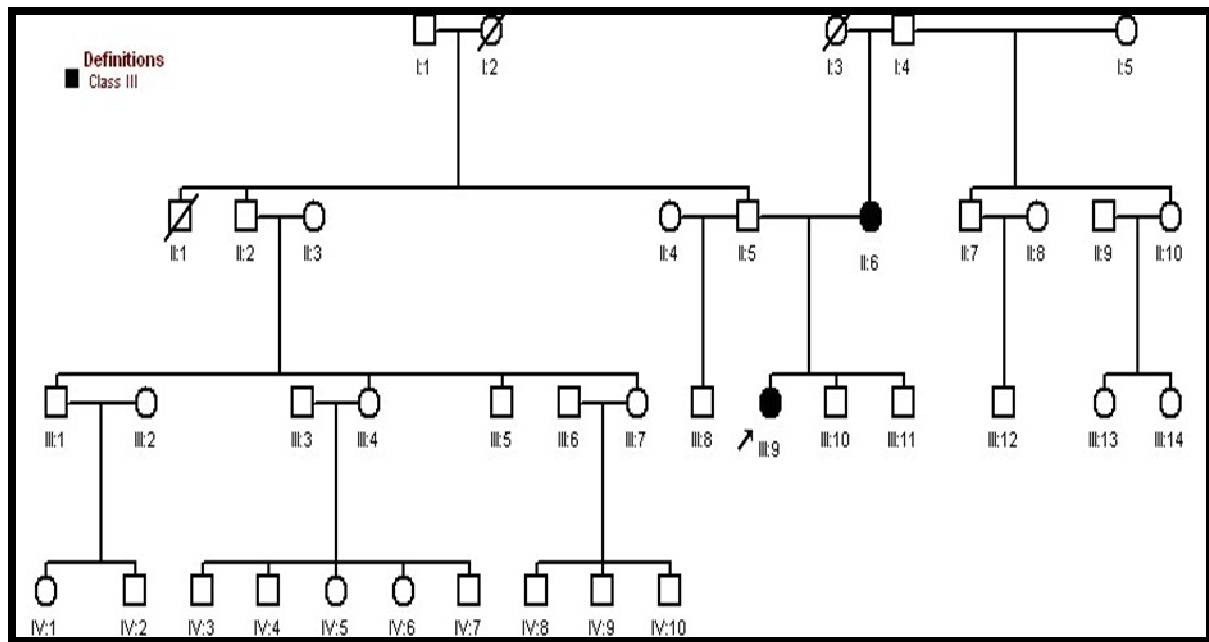 Definitions
Class III
I:1 I:2 I:3 I:4 I:5
II:1 II:2 II:3 II:4 II:5 II:6 II:7 II:8 II:9 II:10
III:1 III:2 III:3 III:4 III:5 III:6 III:7 III:8 III:9 III:10 III:11 III:12 III:13 III:14
IV:1 IV:2 IV:3 IV:4 IV:5 IV:6 IV:7 IV:8 IV:9 IV:10